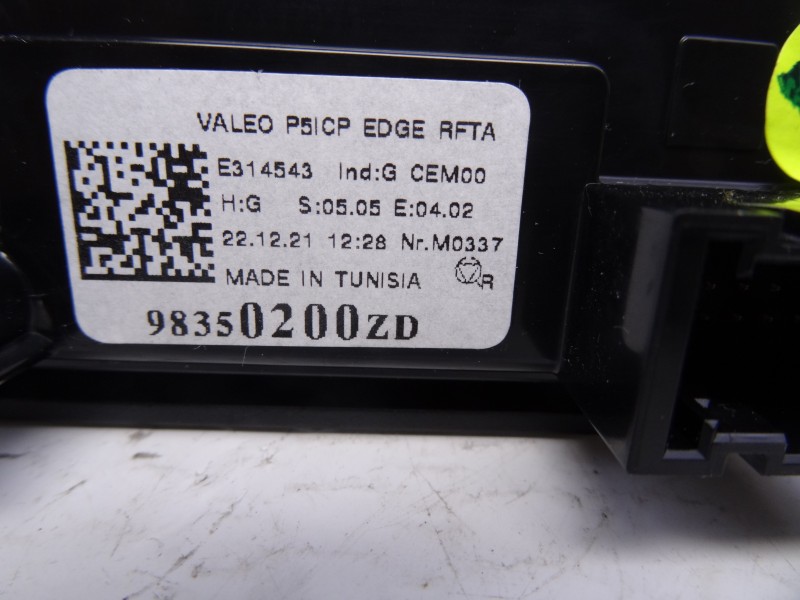 VALEO P5ICP EDGE RFTA
E314543 Ind:G CEM00
H:G S:05.05 E:04.02
22.12.21 12:28 Nr.M0337
MADE IN TUNISIA R
98350200ZD